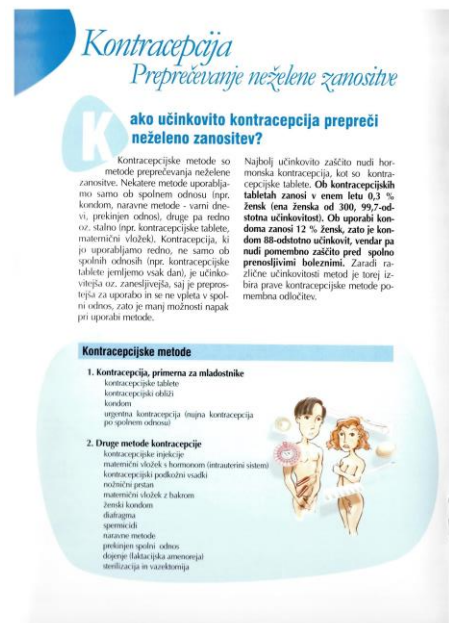 Kontracepcija
Preprečevanje neželene zanositve
Kako učinkovito kontracepcija prepreči
neželeno zanositev?
Kontracepcijske metode so
metode preprečevanja neželene
zanositve. Nekatere metode uporablja-
mo samo ob spolnem odnosu (npr.
kondom, naravne metode - varni dne-
vi, prekinjen odnos), druge pa redno
oz. stalno (npr. kontracepcijske tablete,
maternični vložek). Kontracepcija, ki
jo uporabljamo redno, ne samo ob
spolnih odnosih (npr. kontracepcijske
tablete jemljemo vsak dan), je učinko-
vitejša oz. zanesljivejša, saj je prepros-
tejša za uporabo in se ne vpleta v spol-
ni odnos, zato je manj možnosti napak
pri uporabi metode.
Najbolj učinkovito zaščito nudi hor-
monska kontracepcija, kot so kontra-
cepcijske tablete. Ob kontracepcijskih
tabletah zanosi v enem letu 0,3 %
žensk (ena ženska od 300, 99,7-od-
stotna učinkovitost). Ob uporabi kon-
doma zanosi 12 % žensk, zato je kon-
dom 88-odstotno učinkovit, vendar pa
nudi pomembno zaščito pred spolno
prenosljivimi boleznimi. Zaradi ra-
zlične učinkovitosti metod je torej iz-
bira prave kontracepcijske metode po-
membna odločitev.
Kontracepcijske metode
1. Kontracepcija, primerna za mladostnike
kontracepcijske tablete
kontracepcijski obliži
kondom
urgentna kontracepcija (nujna kontracepcija
po spolnem odnosu)
2. Druge metode kontracepcije
kontracepcijske injekcije
maternični vložek s hormonom (intrauterini sistem)
kontracepcijski podkožni vsadki
nožnični prstan
maternični vložek z bakrom
ženski kondom
diafragma
spermicidi
naravne metode
prekinjen spolni odnos
dojenje (laktacijska amenoreja)
sterilizacija in vazektomija